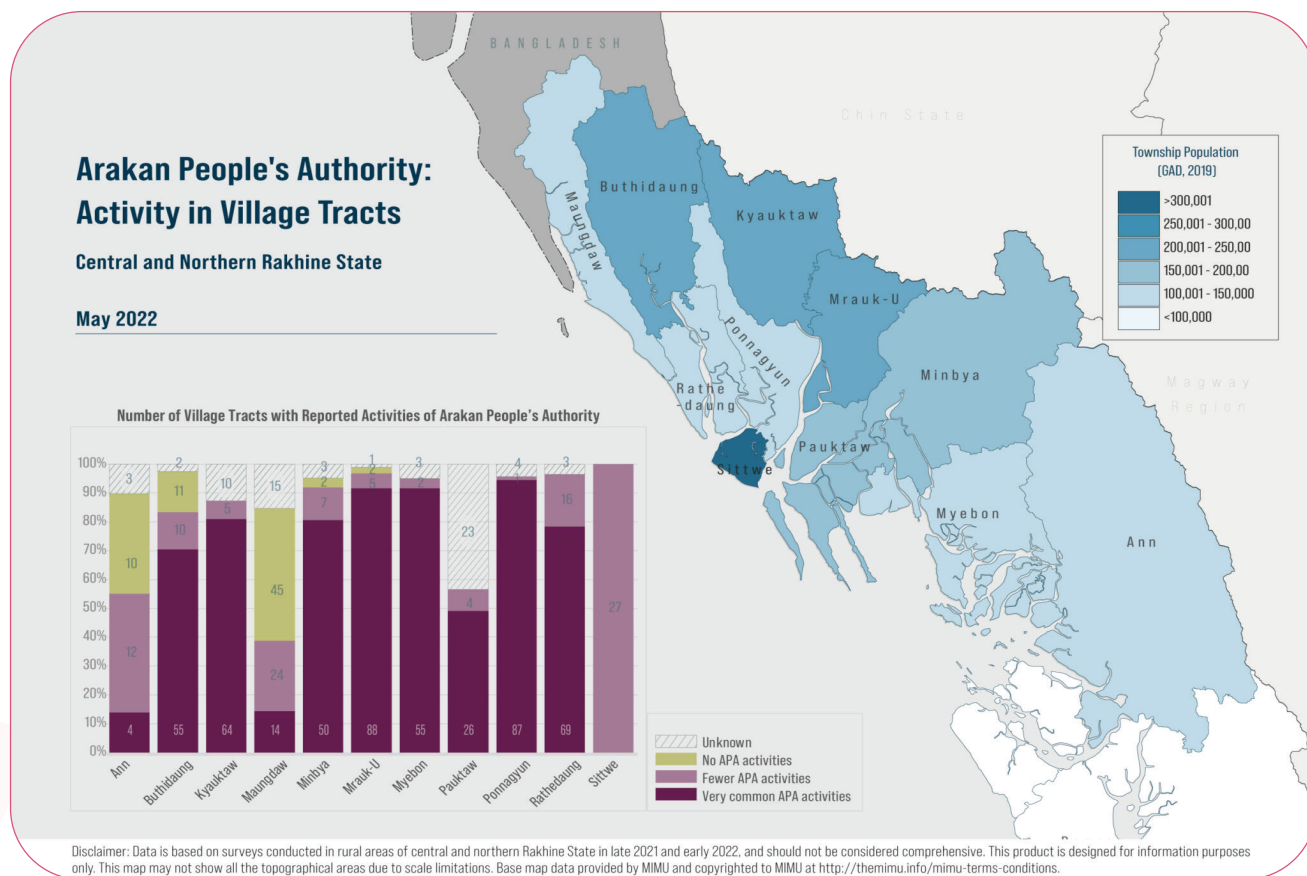 BANGLADESH
Chin State
Arakan People's Authority:
Activity in Village Tracts
Central and Northern Rakhine State
May 2022
Township Population
(GAD, 2019)
>300,001
250,001 - 300,00
200,001 - 250,00
150,001 - 200,00
100,001 - 150,000
<100,000
Maungdaw
Buthidaung
Kyauktaw
Mrauk-U
Ponnagyun
Rathe
-daung
Minbya
Magway
Region
Pauktaw
Sittwe
Myebon
Ann
Number of Village Tracts with Reported Activities of Arakan People's Authority
100%
90%
80%
70%
60%
50%
40%
30%
20%
10%
0%
3
10
12
4
2
11
10
55
10
5
64
15
45
24
14
3
2
7
50
1
2
5
88
3
2
55
23
4
26
4
87
3
16
69
27
Ann
Buthidaung
Kyauktaw
Maungdaw
Minbya
Mrauk-U
Myebon
Pauktaw
Ponnagyun
Rathedaung
Sittwe
Unknown
No APA activities
Fewer APA activities
Very common APA activities
Disclaimer: Data is based on surveys conducted in rural areas of central and northern Rakhine State in late 2021 and early 2022, and should not be considered comprehensive. This product is designed for information purposes
only. This map may not show all the topographical areas due to scale limitations. Base map data provided by MIMU and copyrighted to MIMU at http://themimu.info/mimu-terms-conditions.